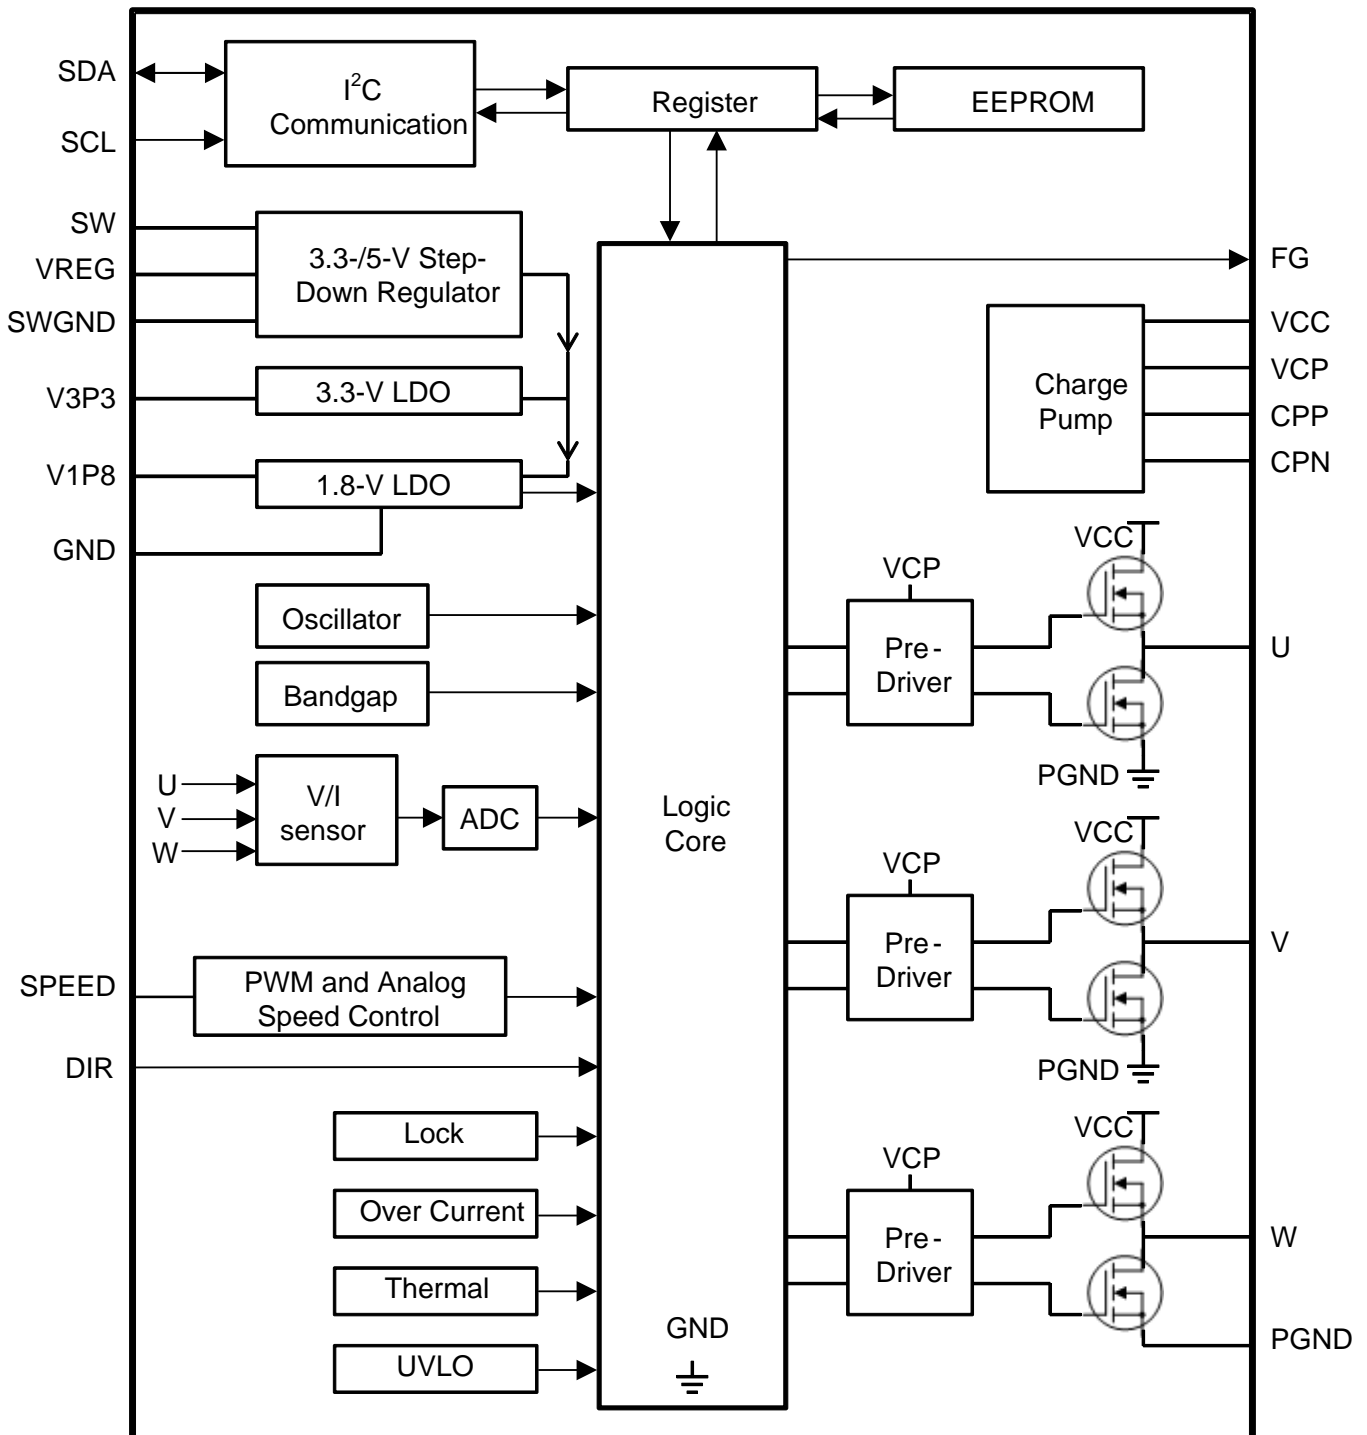 SDA
SCL
I2C
Communication
Register
EEPROM
SW
VREG
SWGND
3.3-/5-V Step-
Down Regulator
V3P3
3.3-V LDO
V1P8
1.8-V LDO
GND
Oscillator
Bandgap
U
V
W
V/I
sensor
ADC
SPEED
PWM and Analog
Speed Control
DIR
Lock
Over Current
Thermal
UVLO
Logic
Core
GND
FG
Charge
Pump
VCC
VCP
CPP
CPN
VCP
Pre-
Driver
VCC
PGND
U
VCP
Pre-
Driver
VCC
PGND
V
VCP
Pre-
Driver
VCC
W
PGND